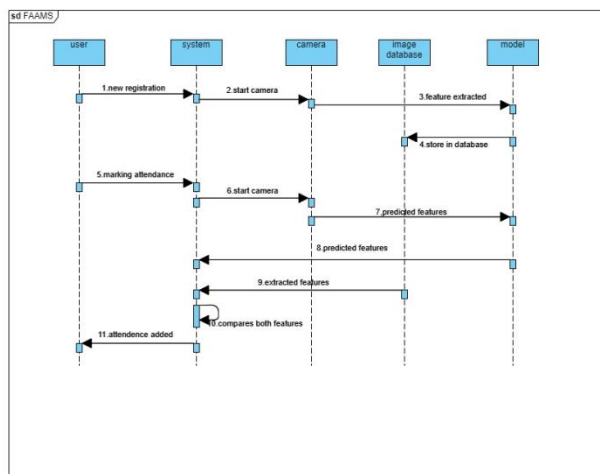 sd FAAMS
user
system
camera
image
database
model
1.new registration
2.start camera
3.feature extracted
4.store in database
5.marking attendance
6.start camera
7.predicted features
8.predicted features
9.extracted features
10.compares both features
11.attendence added